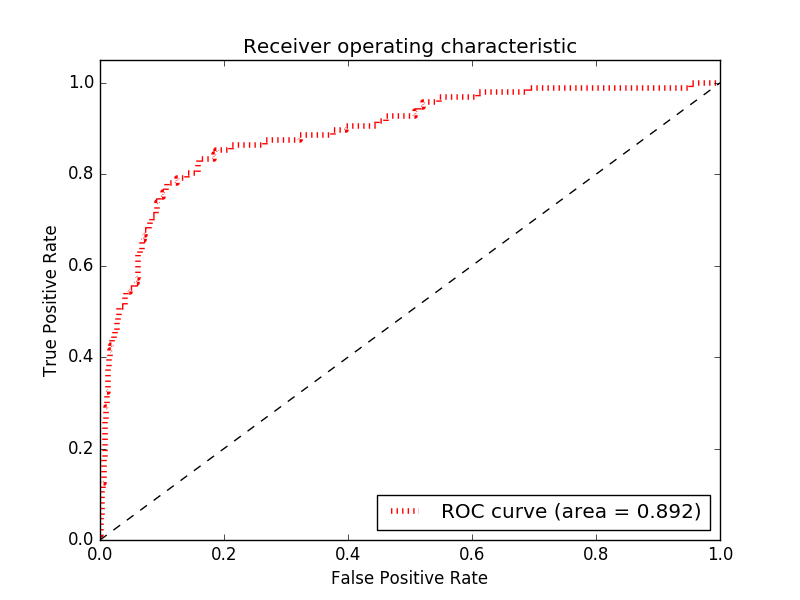 Receiver operating characteristic
True Positive Rate
1.0
0.8
0.6
0.4
0.2
0.0
ROC curve (area = 0.892)
0.0 0.2 0.4 0.6 0.8 1.0
False Positive Rate